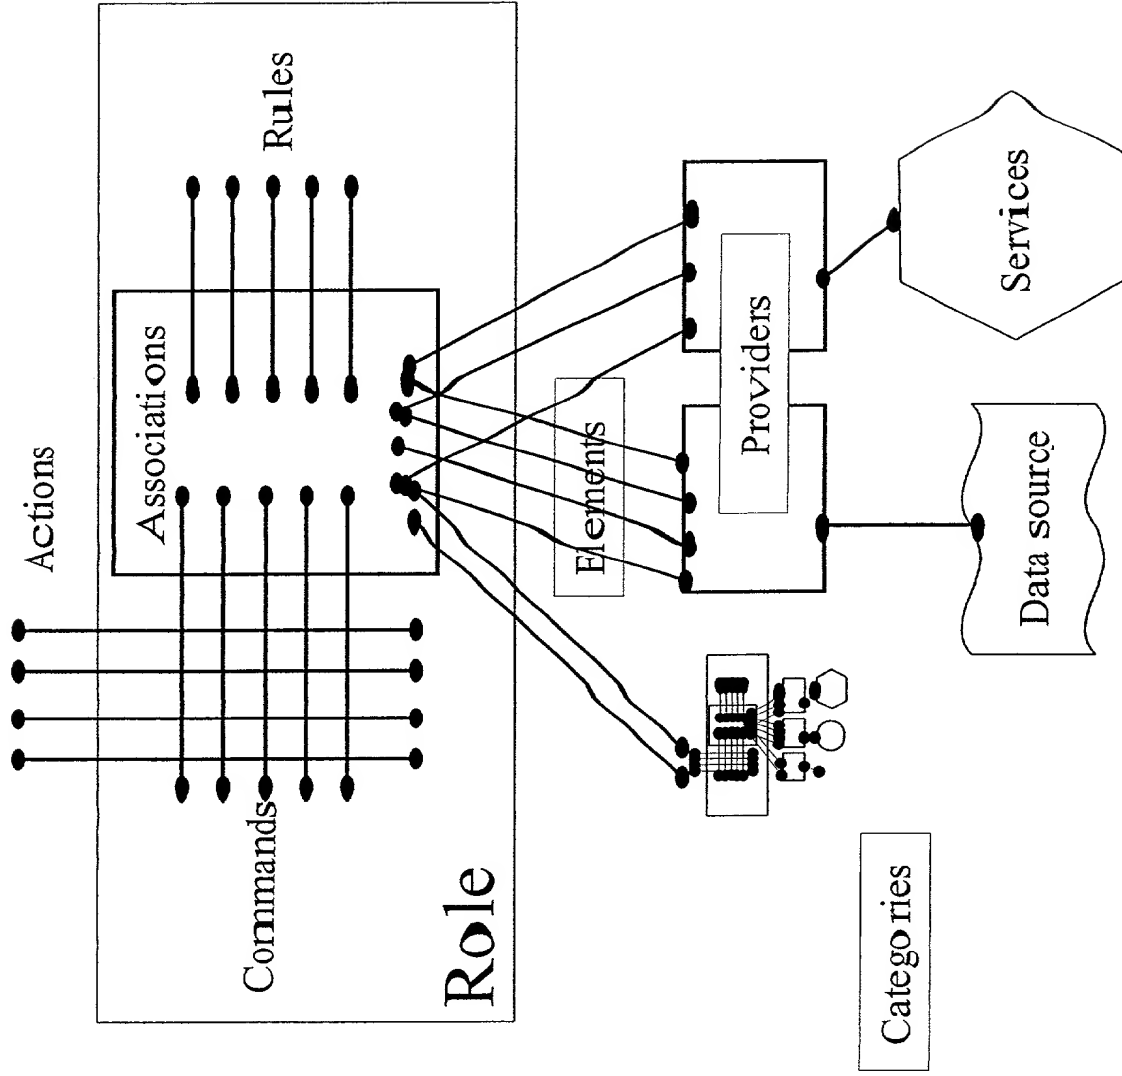 Actions
Associations
Rules
Commands
Role
Elements
Providers
Categories
Data source
Services